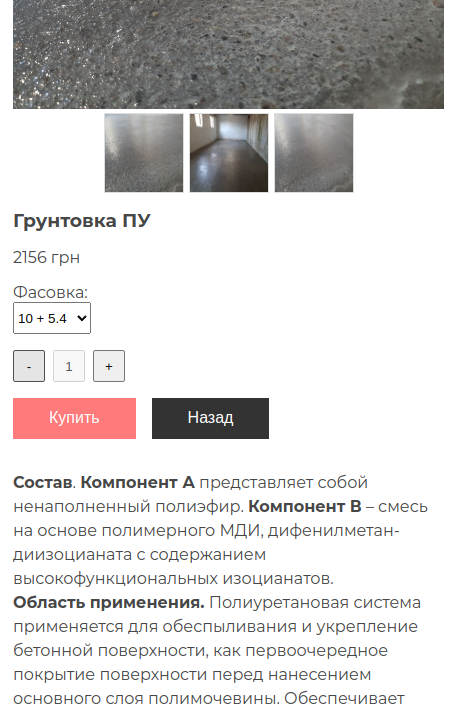 Грунтовка ПУ
2156 грн
Фасовка:
10 + 5.4
- 1 +
Купить Назад
Состав. Компонент А представляет собой
ненаполненный полиэфир. Компонент В – смесь
на основе полимерного МДИ, дифенилметан-
диизоцианата с содержанием
высокофункциональных изоцианатов.
Область применения. Полиуретановая система
применяется для обеспыливания и укрепление
бетонной поверхности, как первоочередное
покрытие поверхности перед нанесением
основного слоя полимочевины. Обеспечивает